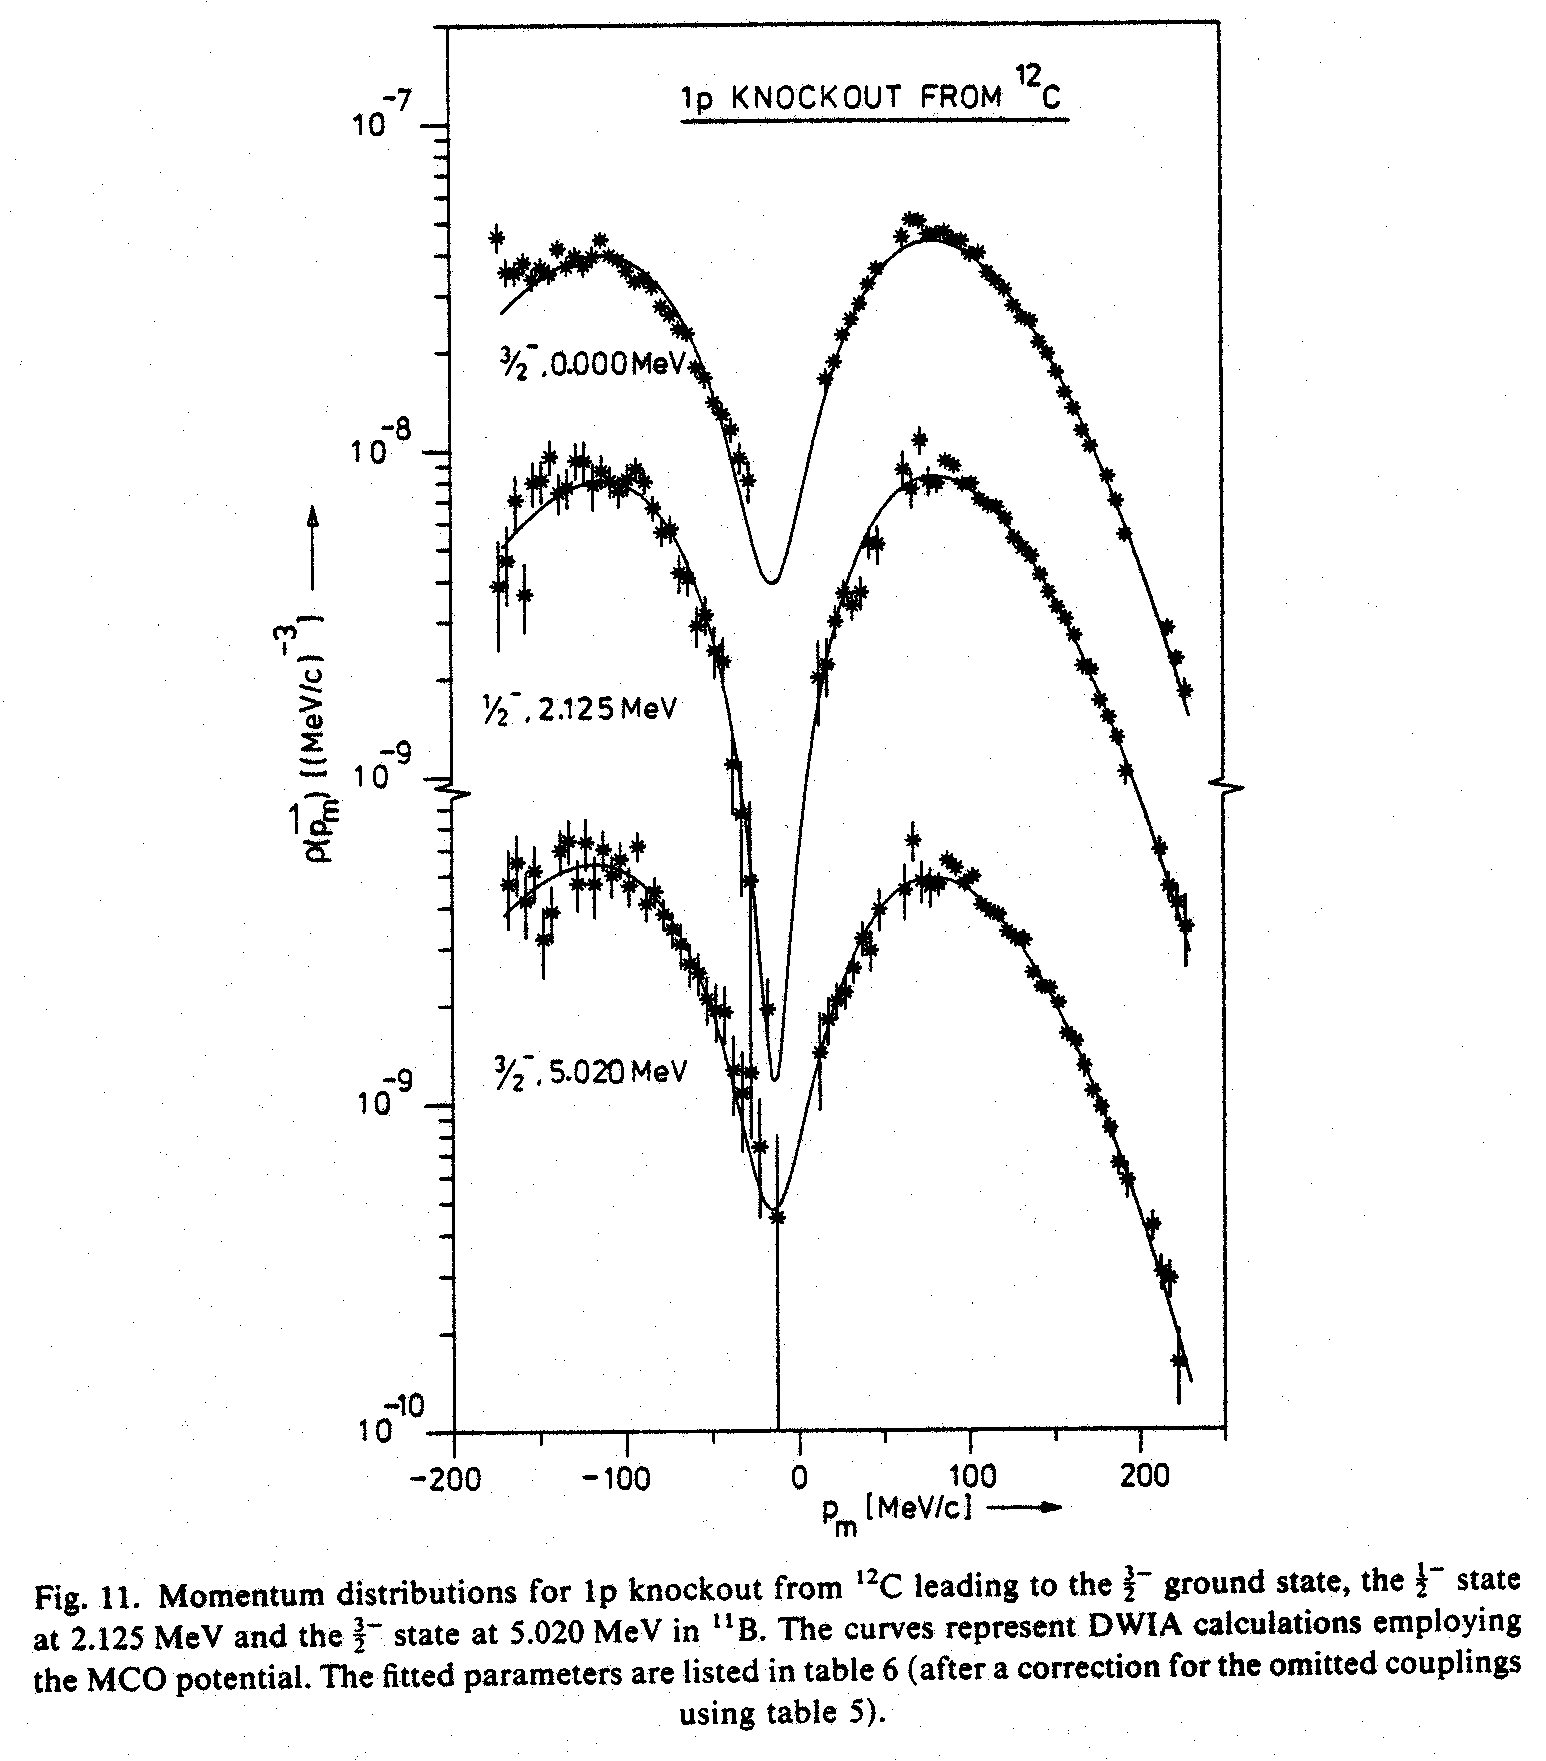 1p KNOCKOUT FROM ¹²C
10⁻⁷
10⁻⁸
10⁻⁹
10⁻⁹
10⁻¹⁰
ρ(p⃗ₘ) [(MeV/c)⁻³] ⟶
3/2⁻, 0.000 MeV
1/2⁻, 2.125 MeV
3/2⁻, 5.020 MeV
-200 -100 0 100 200
pₘ [MeV/c] ⟶
Fig. 11. Momentum distributions for 1p knockout from ¹²C leading to the 3/2⁻ ground state, the 1/2⁻ state
at 2.125 MeV and the 3/2⁻ state at 5.020 MeV in ¹¹B. The curves represent DWIA calculations employing
the MCO potential. The fitted parameters are listed in table 6 (after a correction for the omitted couplings
using table 5).